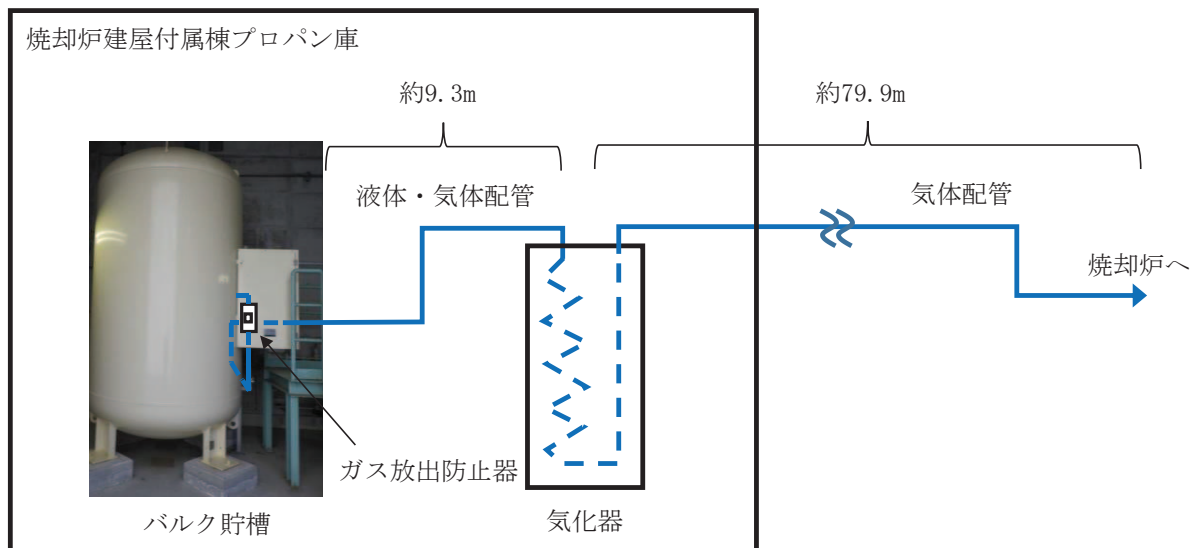 焼却炉建屋付属棟プロパン庫
約9.3m
約79.9m
液体・気体配管
気体配管
焼却炉へ
ガス放出防止器
バルク貯槽
気化器